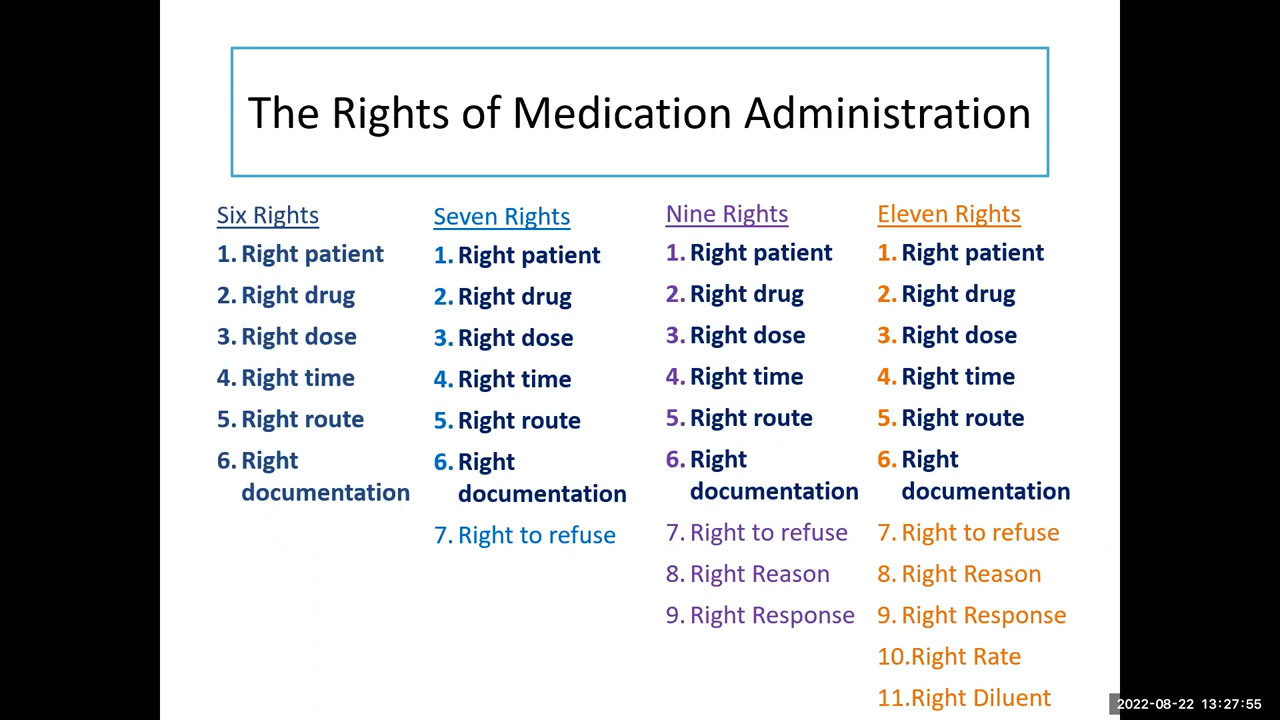 The Rights of Medication Administration
Six Rights
1. Right patient
2. Right drug
3. Right dose
4. Right time
5. Right route
6. Right
documentation
Seven Rights
1. Right patient
2. Right drug
3. Right dose
4. Right time
5. Right route
6. Right
documentation
7. Right to refuse
Nine Rights
1. Right patient
2. Right drug
3. Right dose
4. Right time
5. Right route
6. Right
documentation
7. Right to refuse
8. Right Reason
9. Right Response
Eleven Rights
1. Right patient
2. Right drug
3. Right dose
4. Right time
5. Right route
6. Right
documentation
7. Right to refuse
8. Right Reason
9. Right Response
10.Right Rate
11.Right Diluent
2022-08-22 13:27:55